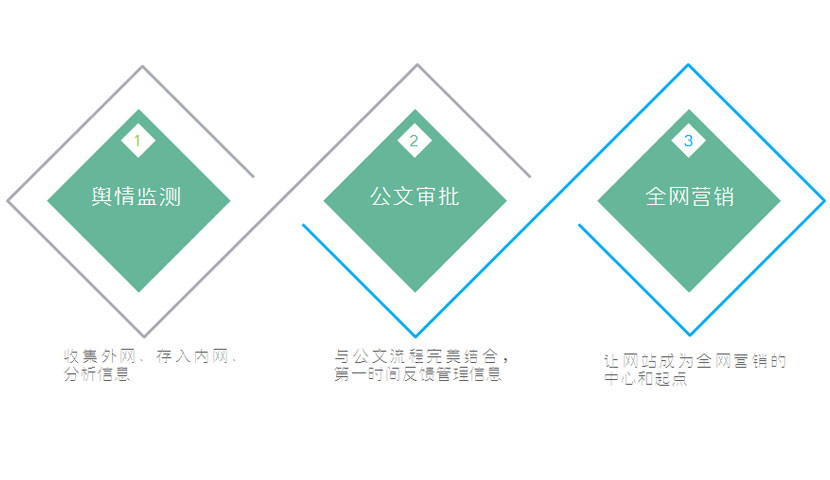 1
舆情监测
收集外网、存入内网、
分析信息
2
公文审批
与公文流程完美结合，
第一时间反馈管理信息
3
全网营销
让网站成为全网营销的
中心和起点